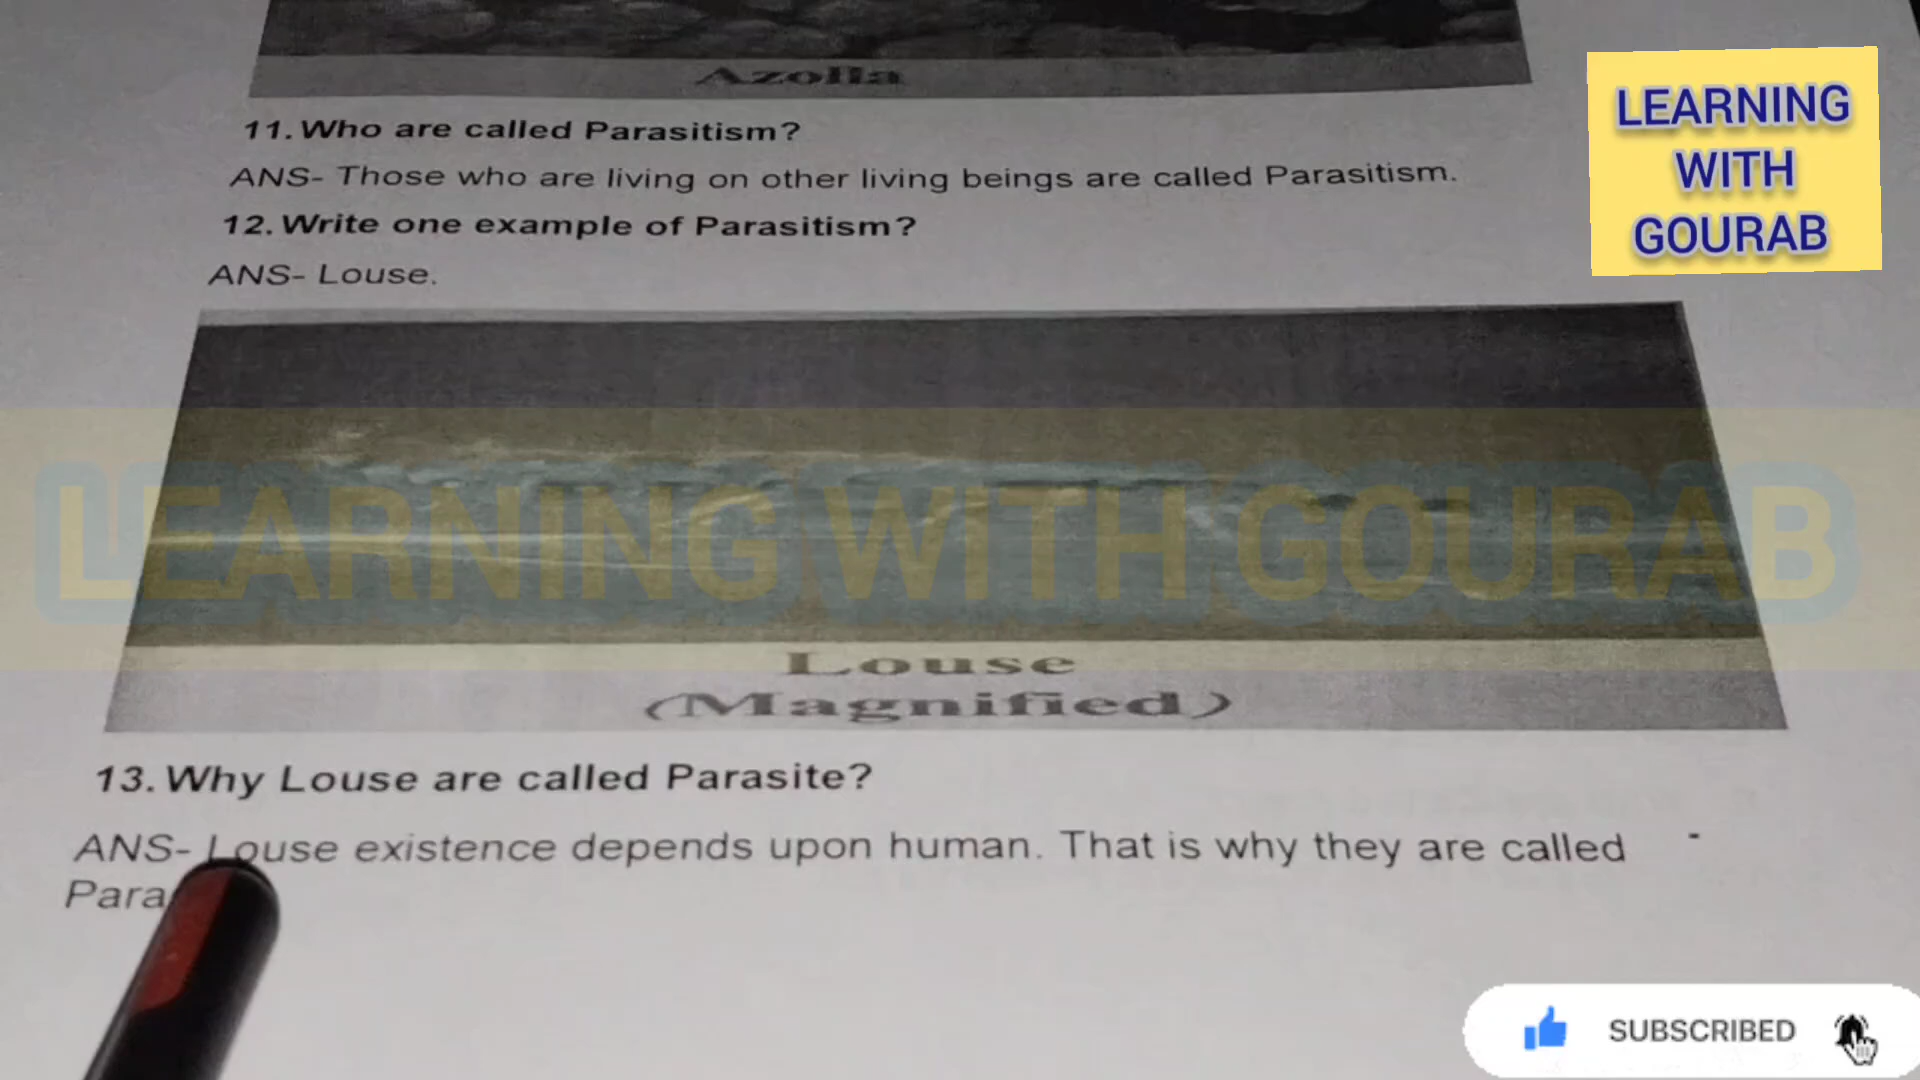 Azolla
11. Who are called Parasitism?
ANS- Those who are living on other living beings are called Parasitism.
12. Write one example of Parasitism?
ANS- Louse.
LEARNING
WITH
GOURAB
LEARNING WITH GOURAB
Louse
(Magnified)
13. Why Louse are called Parasite?
ANS- Louse existence depends upon human. That is why they are called
SUBSCRIBED